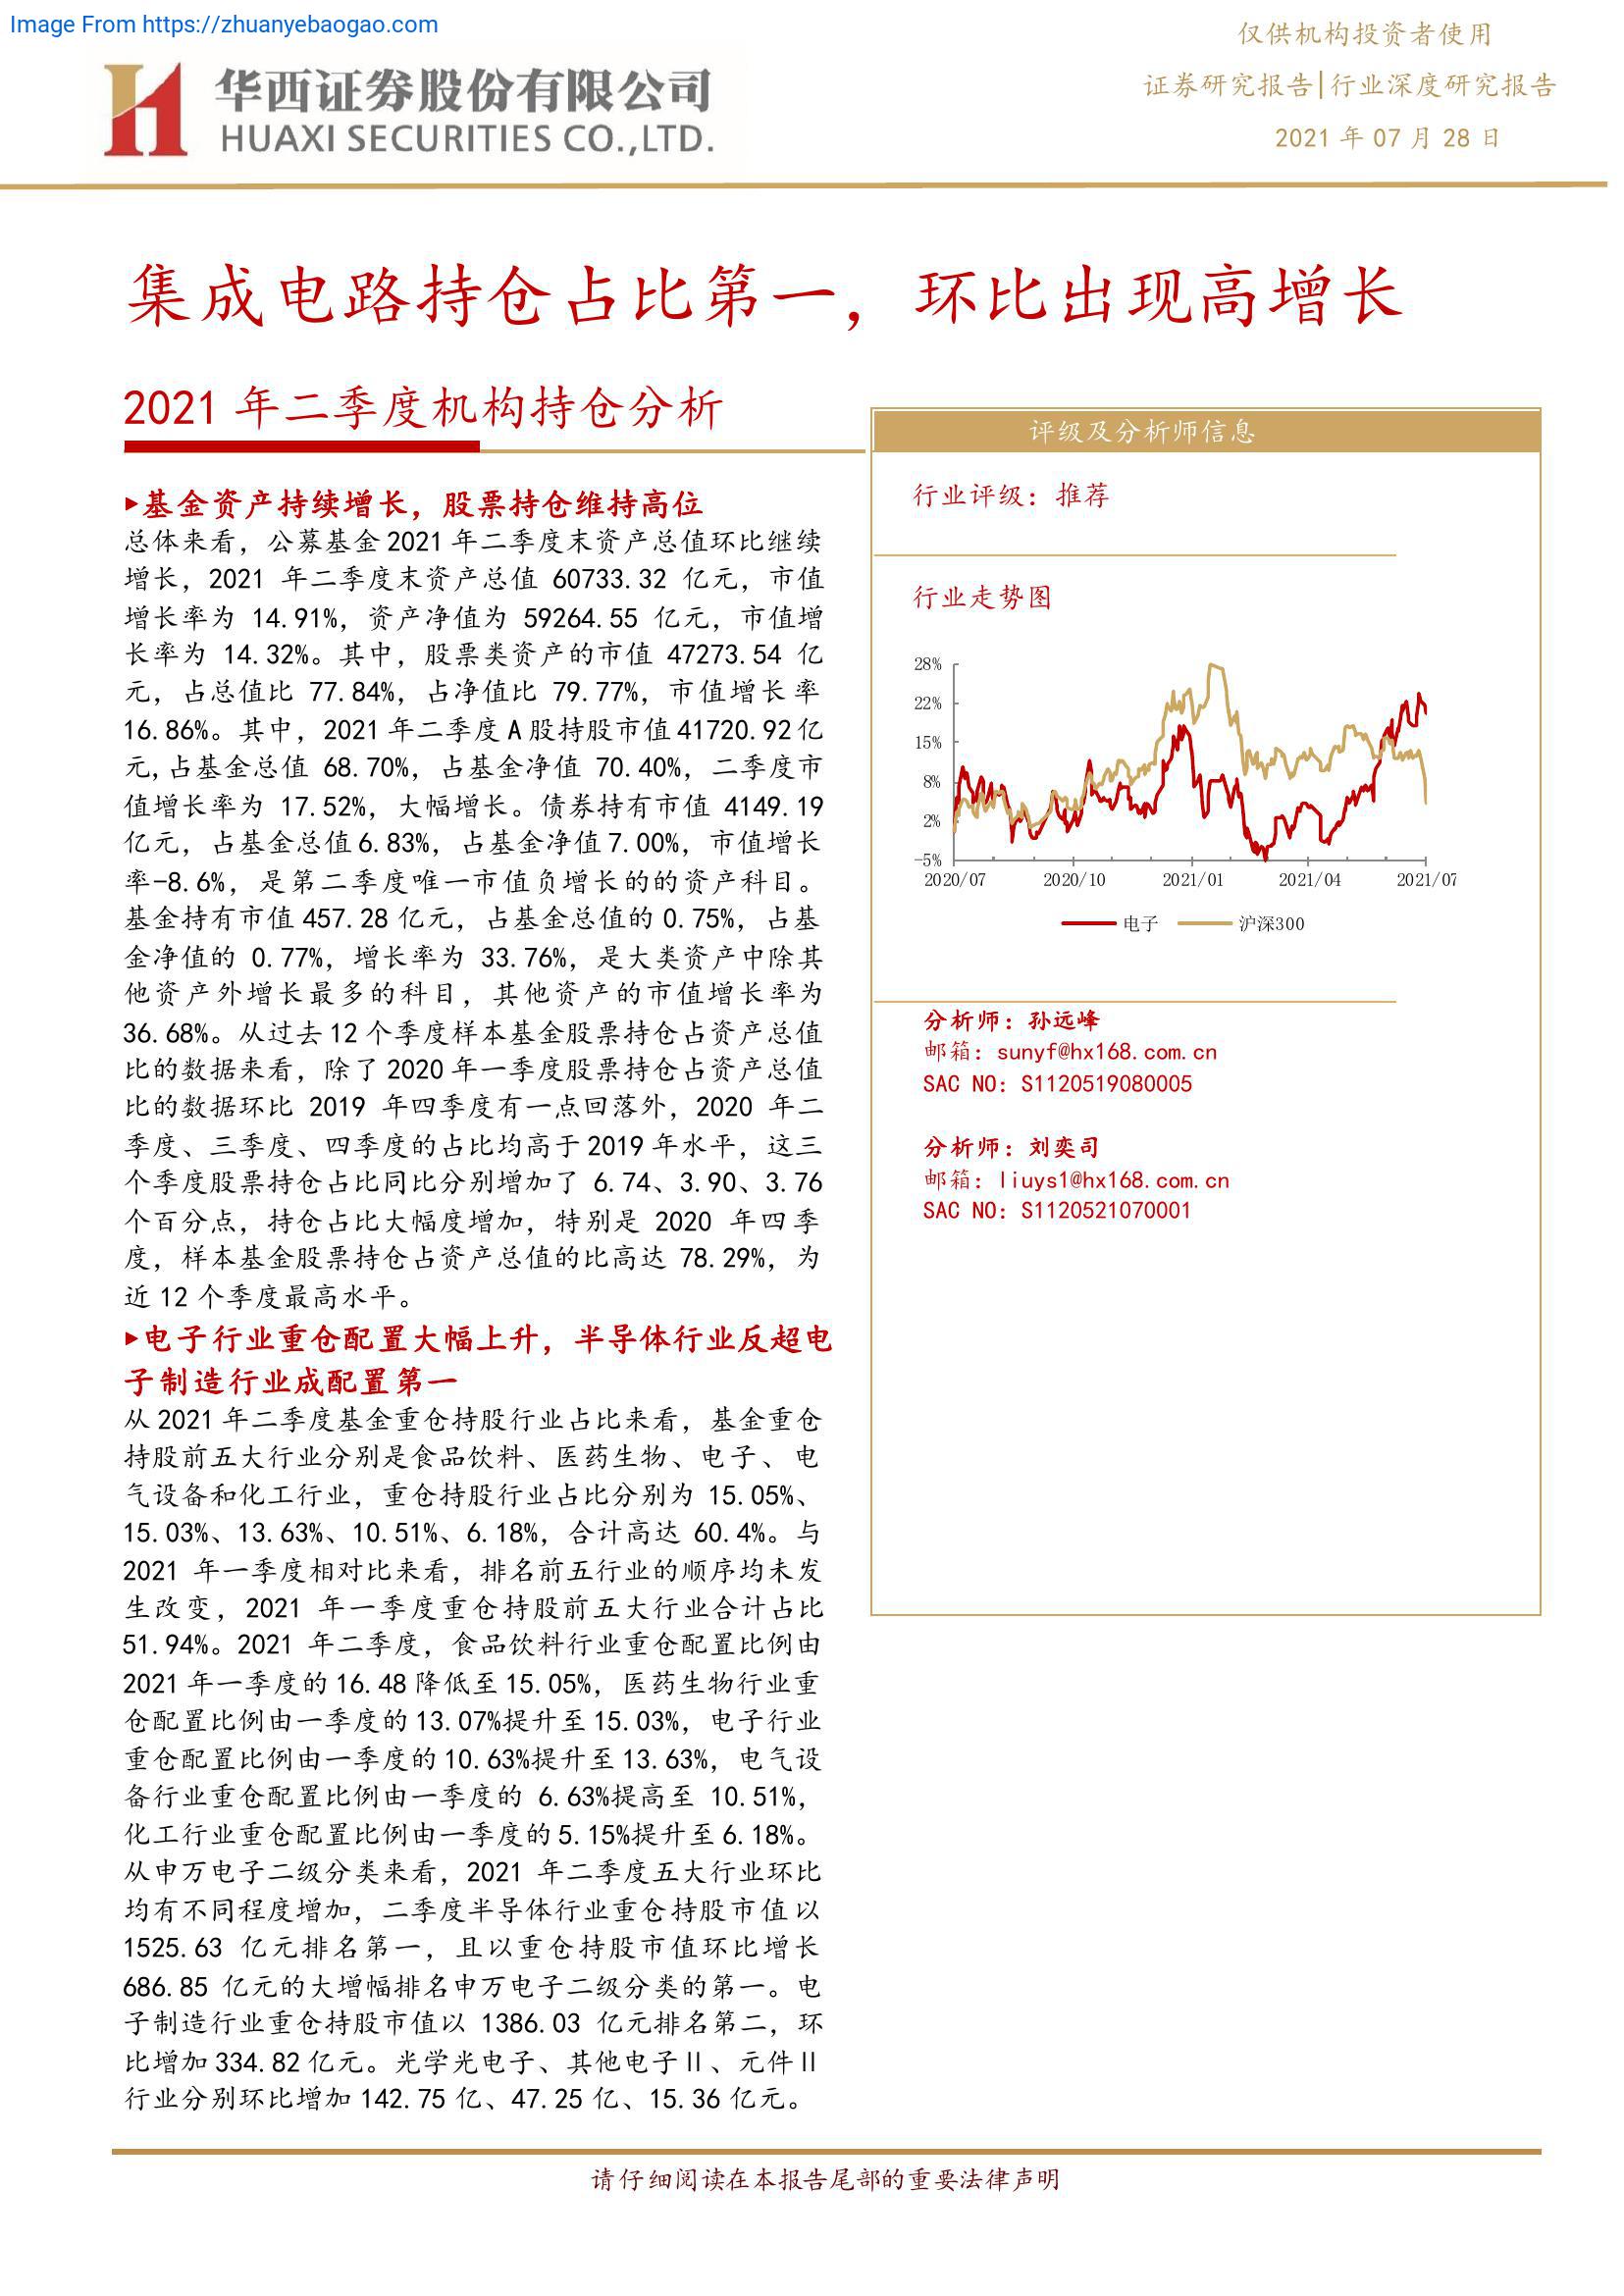 Image From https://zhuanyebaogao.com
仅供机构投资者使用
证券研究报告|行业深度研究报告
2021 年 07 月 28 日
华西证券股份有限公司
HUAXI SECURITIES CO.,LTD.
集成电路持仓占比第一，环比出现高增长
2021 年二季度机构持仓分析
▸基金资产持续增长，股票持仓维持高位
总体来看，公募基金 2021 年二季度末资产总值环比继续
增长，2021 年二季度末资产总值 60733.32 亿元，市值
增长率为 14.91%，资产净值为 59264.55 亿元，市值增
长率为 14.32%。其中，股票类资产的市值 47273.54 亿
元，占总值比 77.84%，占净值比 79.77%，市值增长率
16.86%。其中，2021 年二季度 A 股持股市值 41720.92 亿
元,占基金总值 68.70%，占基金净值 70.40%，二季度市
值增长率为 17.52%，大幅增长。债券持有市值 4149.19
亿元，占基金总值 6.83%，占基金净值 7.00%，市值增长
率-8.6%，是第二季度唯一市值负增长的的资产科目。
基金持有市值 457.28 亿元，占基金总值的 0.75%，占基
金净值的 0.77%，增长率为 33.76%，是大类资产中除其
他资产外增长最多的科目，其他资产的市值增长率为
36.68%。从过去 12 个季度样本基金股票持仓占资产总值
比的数据来看，除了 2020 年一季度股票持仓占资产总值
比的数据环比 2019 年四季度有一点回落外，2020 年二
季度、三季度、四季度的占比均高于 2019 年水平，这三
个季度股票持仓占比同比分别增加了 6.74、3.90、3.76
个百分点，持仓占比大幅度增加，特别是 2020 年四季
度，样本基金股票持仓占资产总值的比高达 78.29%，为
近 12 个季度最高水平。
▸电子行业重仓配置大幅上升，半导体行业反超电
子制造行业成配置第一
从 2021 年二季度基金重仓持股行业占比来看，基金重仓
持股前五大行业分别是食品饮料、医药生物、电子、电
气设备和化工行业，重仓持股行业占比分别为 15.05%、
15.03%、13.63%、10.51%、6.18%，合计高达 60.4%。与
2021 年一季度相对比来看，排名前五行业的顺序均未发
生改变，2021 年一季度重仓持股前五大行业合计占比
51.94%。2021 年二季度，食品饮料行业重仓配置比例由
2021 年一季度的 16.48 降低至 15.05%，医药生物行业重
仓配置比例由一季度的 13.07%提升至 15.03%，电子行业
重仓配置比例由一季度的 10.63%提升至 13.63%，电气设
备行业重仓配置比例由一季度的 6.63%提高至 10.51%，
化工行业重仓配置比例由一季度的 5.15%提升至 6.18%。
从申万电子二级分类来看，2021 年二季度五大行业环比
均有不同程度增加，二季度半导体行业重仓持股市值以
1525.63 亿元排名第一，且以重仓持股市值环比增长
686.85 亿元的大增幅排名申万电子二级分类的第一。电
子制造行业重仓持股市值以 1386.03 亿元排名第二，环
比增加 334.82 亿元。光学光电子、其他电子Ⅱ、元件Ⅱ
行业分别环比增加 142.75 亿、47.25 亿、15.36 亿元。
评级及分析师信息
行业评级：推荐
行业走势图
28%
22%
15%
8%
2%
-5%
2020/07 2020/10 2021/01 2021/04 2021/07
电子 沪深300
分析师：孙远峰
邮箱：sunyf@hx168.com.cn
SAC NO：S1120519080005
分析师：刘奕司
邮箱：liuys1@hx168.com.cn
SAC NO：S1120521070001
请仔细阅读在本报告尾部的重要法律声明